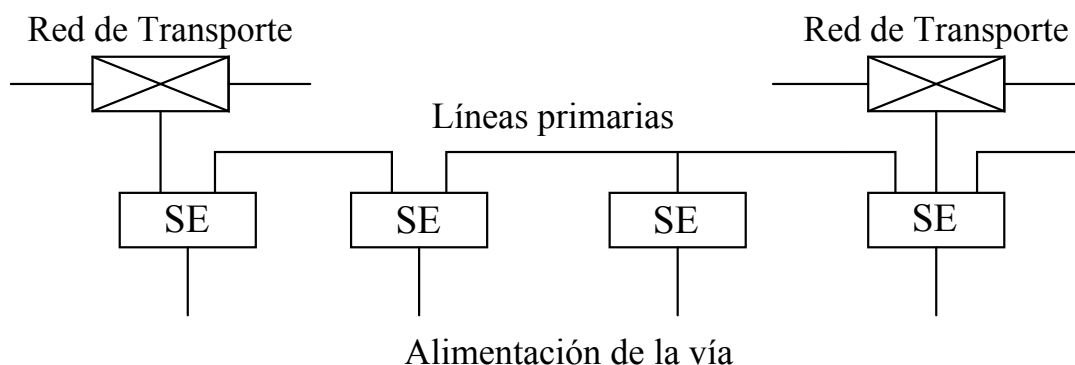 Red de Transporte
Red de Transporte
Líneas primarias
SE
SE
SE
SE
Alimentación de la vía